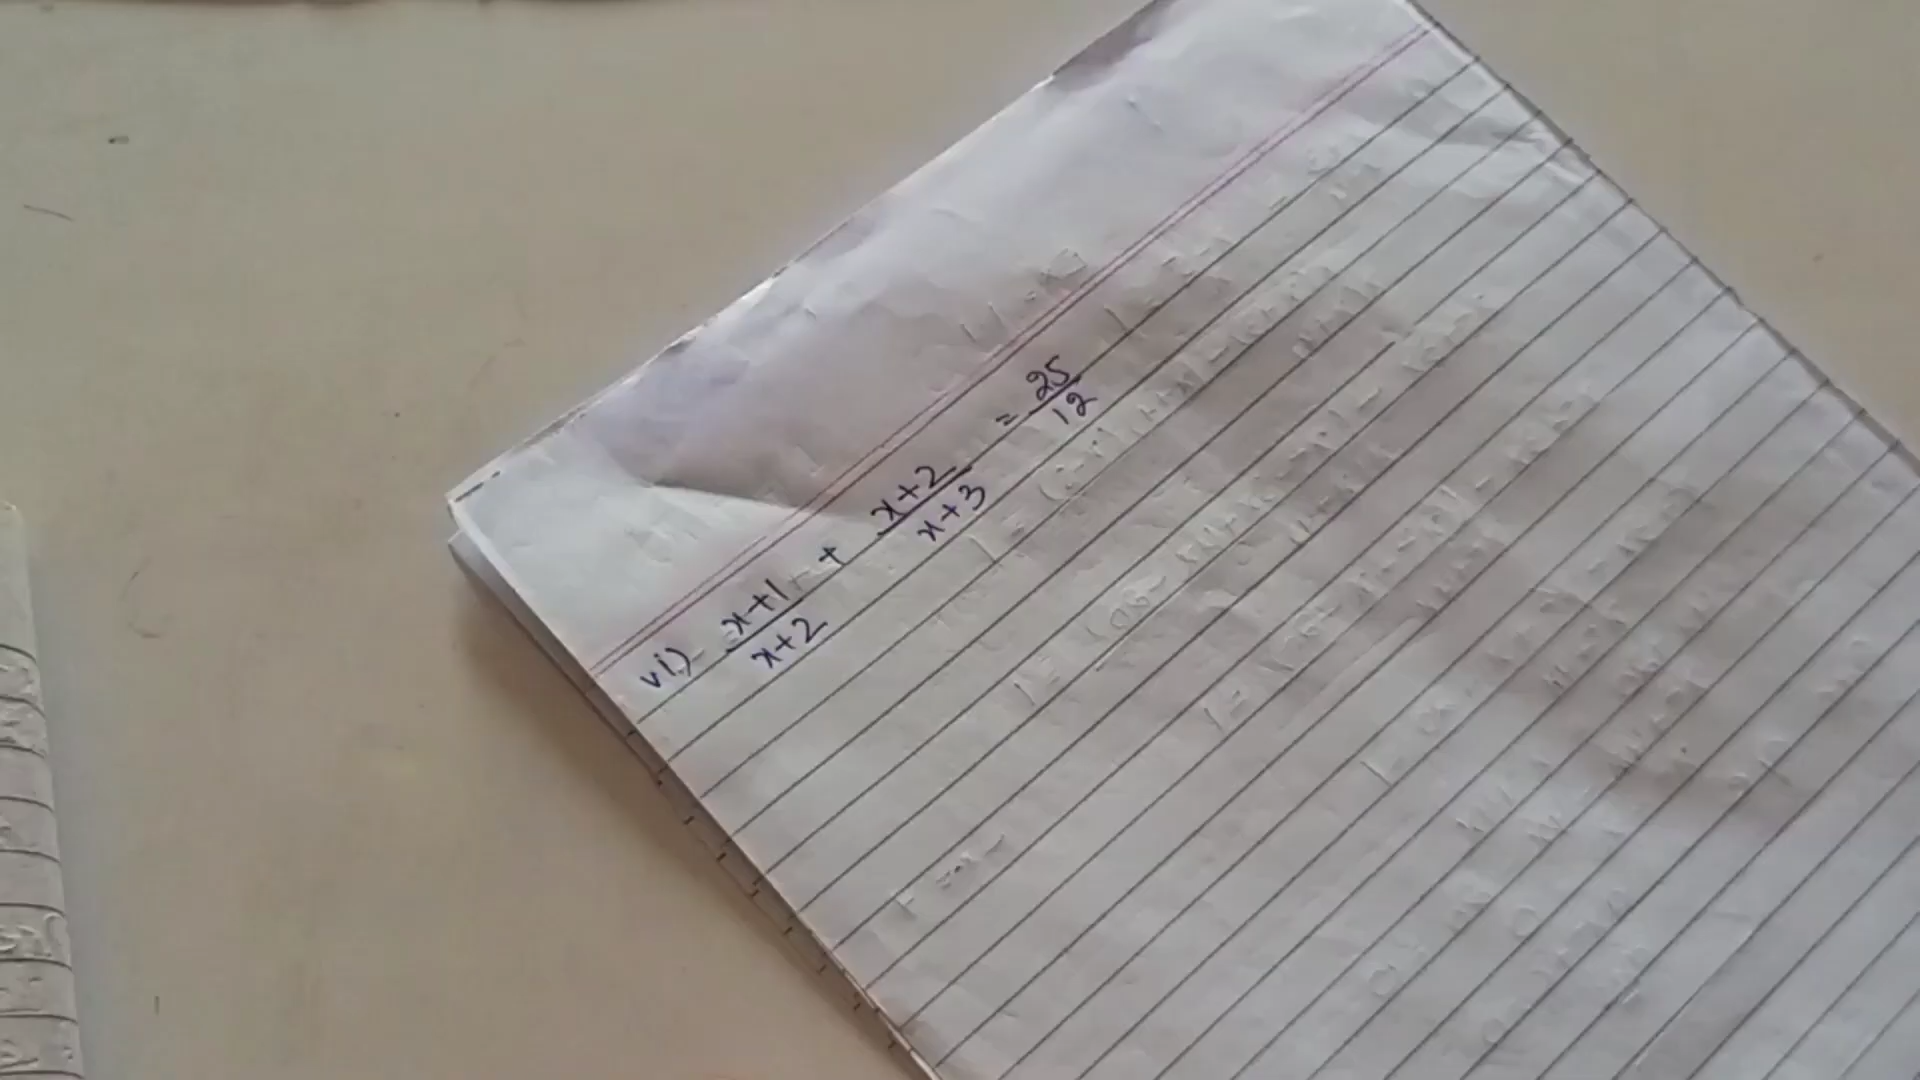 vi) x+1/x+2 + x+2/x+3 = 25/12